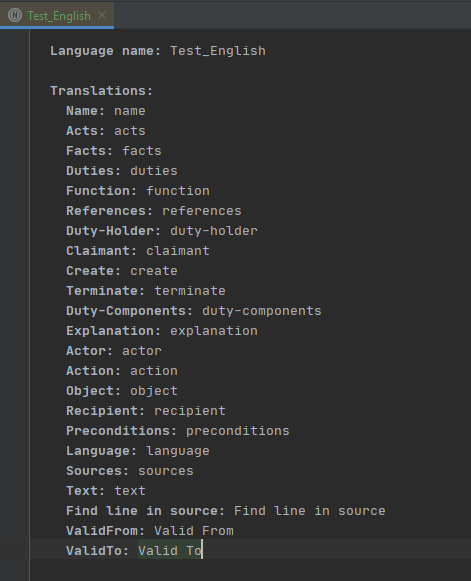 Test_English
Language name: Test_English
Translations:
Name: name
Acts: acts
Facts: facts
Duties: duties
Function: function
References: references
Duty-Holder: duty-holder
Claimant: claimant
Create: create
Terminate: terminate
Duty-Components: duty-components
Explanation: explanation
Actor: actor
Action: action
Object: object
Recipient: recipient
Preconditions: preconditions
Language: language
Sources: sources
Text: text
Find line in source: Find line in source
ValidFrom: Valid From
ValidTo: Valid To